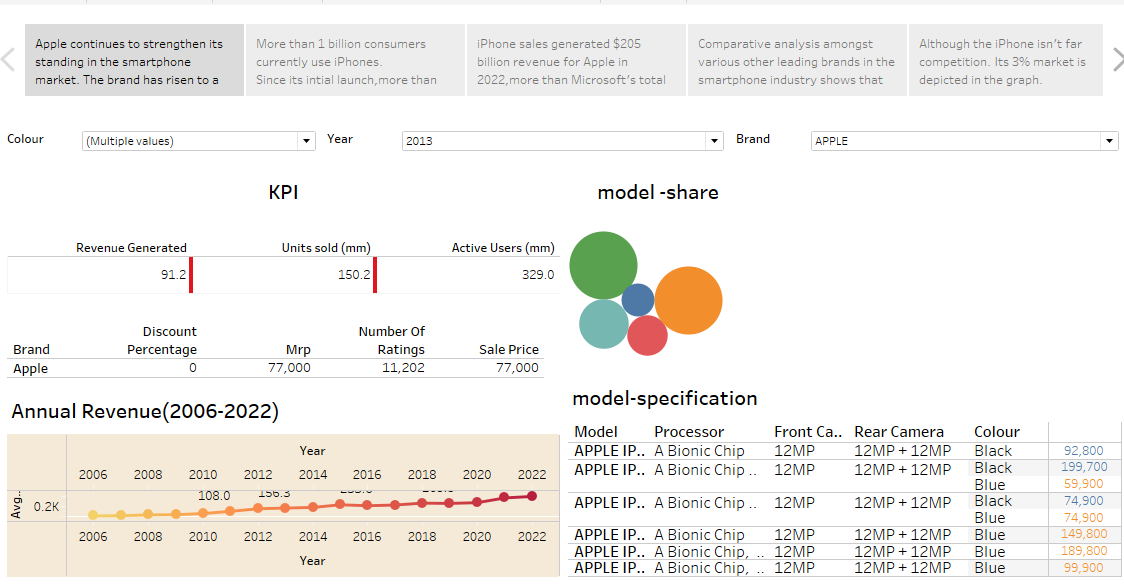 Apple continues to strengthen its
standing in the smartphone
market. The brand has risen to a
More than 1 billion consumers
currently use iPhones.
Since its intial launch,more than
iPhone sales generated $205
billion revenue for Apple in
2022,more than Microsoft's total
Comparative analysis amongst
various other leading brands in the
smartphone industry shows that
Although the iPhone isn't far
competition. Its 3% market is
depicted in the graph.
Colour (Multiple values) Year 2013 Brand APPLE
KPI
Revenue Generated Units sold (mm) Active Users (mm)
91.2 150.2 329.0
Discount Number Of
Brand Percentage Mrp Ratings Sale Price
Apple 0 77,000 11,202 77,000
Annual Revenue(2006-2022)
Year
2006 2008 2010 2012 2014 2016 2018 2020 2022
108.0 156.3
Avg.. 0.2K
2006 2008 2010 2012 2014 2016 2018 2020 2022
Year
model -share
model-specification
Model Processor Front Ca.. Rear Camera Colour
APPLE IP.. A Bionic Chip 12MP 12MP + 12MP Black 92,800
APPLE IP.. A Bionic Chip .. 12MP 12MP + 12MP Black 199,700
Blue 59,900
APPLE IP.. A Bionic Chip .. 12MP 12MP + 12MP Black 74,900
Blue 74,900
APPLE IP.. A Bionic Chip 12MP 12MP + 12MP Blue 149,800
APPLE IP.. A Bionic Chip, .. 12MP 12MP + 12MP Blue 189,800
APPLE IP.. A Bionic Chip, .. 12MP 12MP + 12MP Blue 99,900